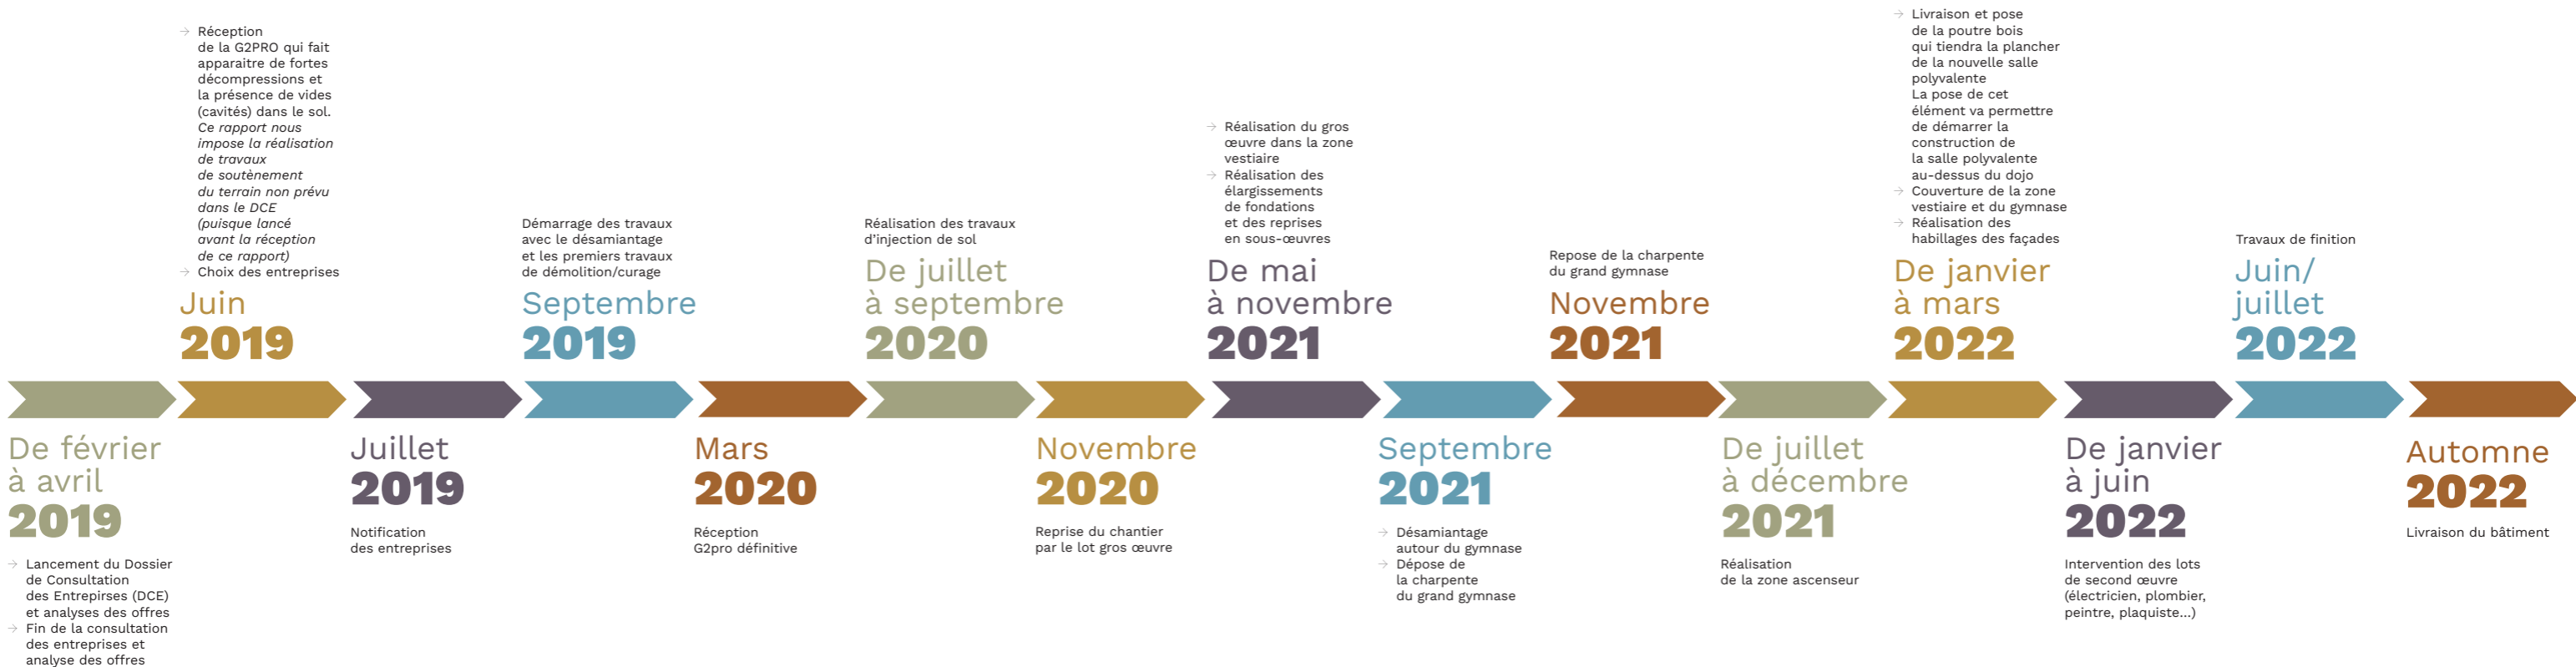 De février
à avril
2019
→ Lancement du Dossier
de Consultation
des Entrepirses (DCE)
et analyses des offres
→ Fin de la consultation
des entreprises et
analyse des offres
→ Réception
de la G2PRO qui fait
apparaitre de fortes
décompressions et
la présence de vides
(cavités) dans le sol.
Ce rapport nous
impose la réalisation
de travaux
de soutènement
du terrain non prévu
dans le DCE
(puisque lancé
avant la réception
de ce rapport)
→ Choix des entreprises
Juin
2019
Juillet
2019
Notification
des entreprises
Démarrage des travaux
avec le désamiantage
et les premiers travaux
de démolition/curage
Septembre
2019
Mars
2020
Réception
G2pro définitive
Réalisation des travaux
d'injection de sol
De juillet
à septembre
2020
Novembre
2020
Reprise du chantier
par le lot gros œuvre
→ Réalisation du gros
œuvre dans la zone
vestiaire
→ Réalisation des
élargissements
de fondations
et des reprises
en sous-œuvres
De mai
à novembre
2021
Septembre
2021
→ Désamiantage
autour du gymnase
→ Dépose de
la charpente
du grand gymnase
Repose de la charpente
du grand gymnase
Novembre
2021
De juillet
à décembre
2021
Réalisation
de la zone ascenseur
→ Livraison et pose
de la poutre bois
qui tiendra la plancher
de la nouvelle salle
polyvalente
La pose de cet
élément va permettre
de démarrer la
construction de
la salle polyvalente
au-dessus du dojo
→ Couverture de la zone
vestiaire et du gymnase
→ Réalisation des
habillages des façades
De janvier
à mars
2022
De janvier
à juin
2022
Intervention des lots
de second œuvre
(électricien, plombier,
peintre, plaquiste...)
Travaux de finition
Juin/
juillet
2022
Automne
2022
Livraison du bâtiment